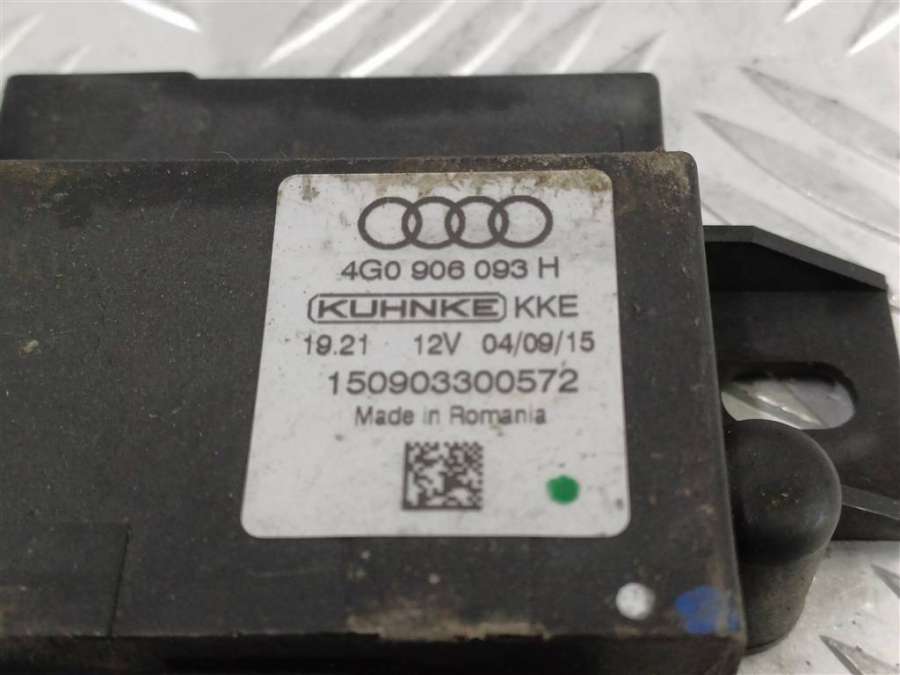 4G0 906 093 H
KUHNKE KKE
19.21 12V 04/09/15
150903300572
Made in Romania